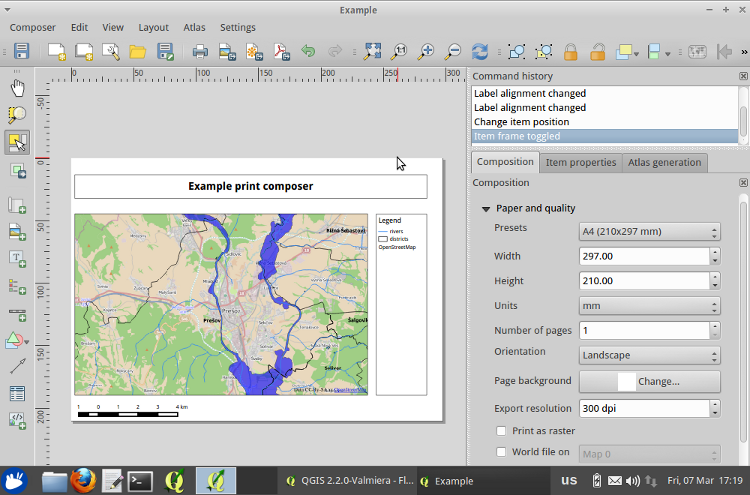 Example
Composer Edit View Layout Atlas Settings
0 50 100 150 200 250 300
Command history
Label alignment changed
Label alignment changed
Change item position
Item frame toggled
Composition Item properties Atlas generation
Composition
Paper and quality
Presets A4 (210x297 mm)
Width 297.00
Height 210.00
Units mm
Number of pages 1
Orientation Landscape
Page background Change...
Export resolution 300 dpi
Print as raster
World file on Map 0
50
0
50
100
150
200
Example print composer
Legend
rivers
districts
OpenStreetMap
Prešov
Prešov
1 0 1 2 3 4 km
QGIS 2.2.0-Valmiera - Fl...
Example
us
Fri, 07 Mar 17:19